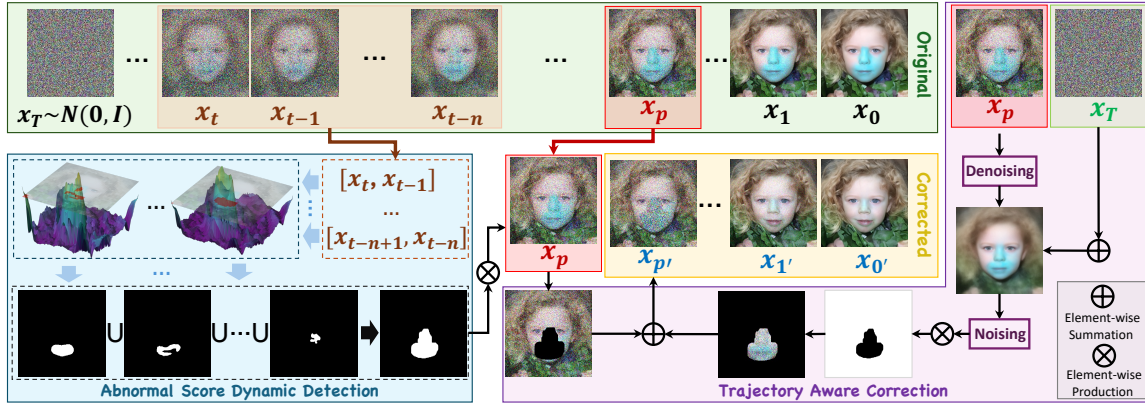 ... ... ... ...
x_T~N(0, I) x_t x_{t-1} x_{t-n} x_p x_1 x_0
Original
x_p x_T
Denoising
Noising
[x_t, x_{t-1}]
...
[x_{t-n+1}, x_{t-n}]
...
...
U U...U
Abnormal Score Dynamic Detection
...
x_p x_{p'} x_{1'} x_{0'}
Corrected
Trajectory Aware Correction
Element-wise
Summation
Element-wise
Production